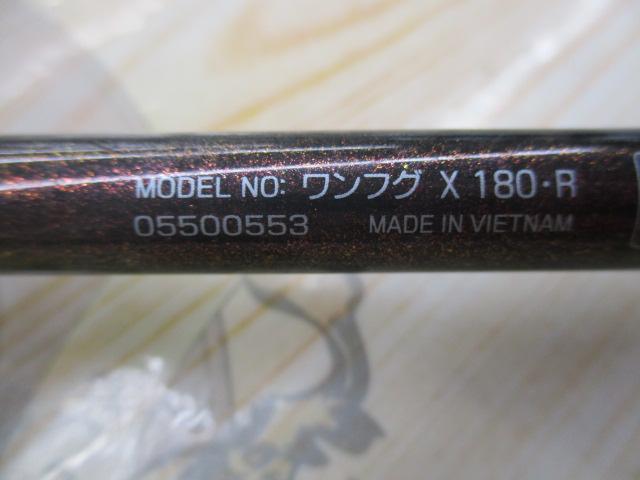 MODEL NO: ワンフグ X 180・R
05500553 MADE IN VIETNAM